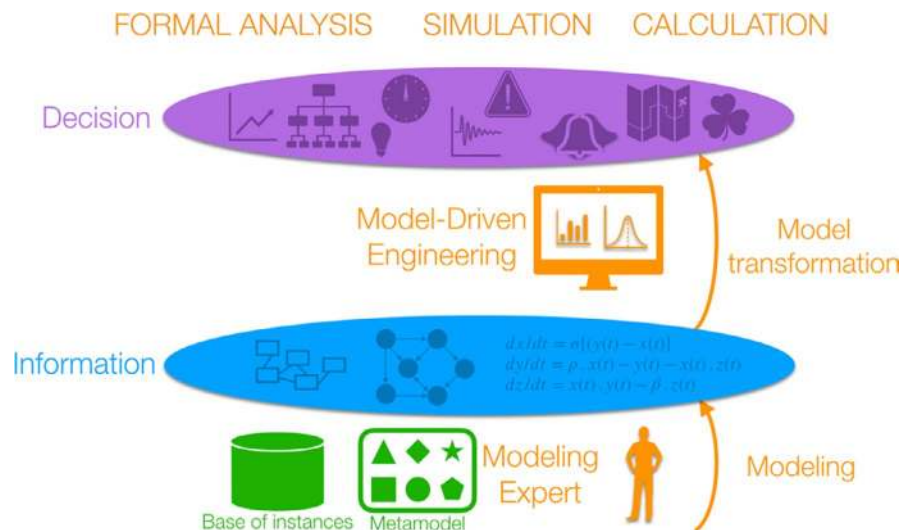 FORMAL ANALYSIS SIMULATION CALCULATION
Decision
Model-Driven
Engineering
Model
transformation
Information
dx/dt = n[(y(t) − x(t)]
dy/dt = ρ . x(t) − y(t) − x(t) . z(t)
dz/dt = x(t) . y(t) − β . z(t)
Modeling
Expert
Modeling
Base of instances
Metamodel